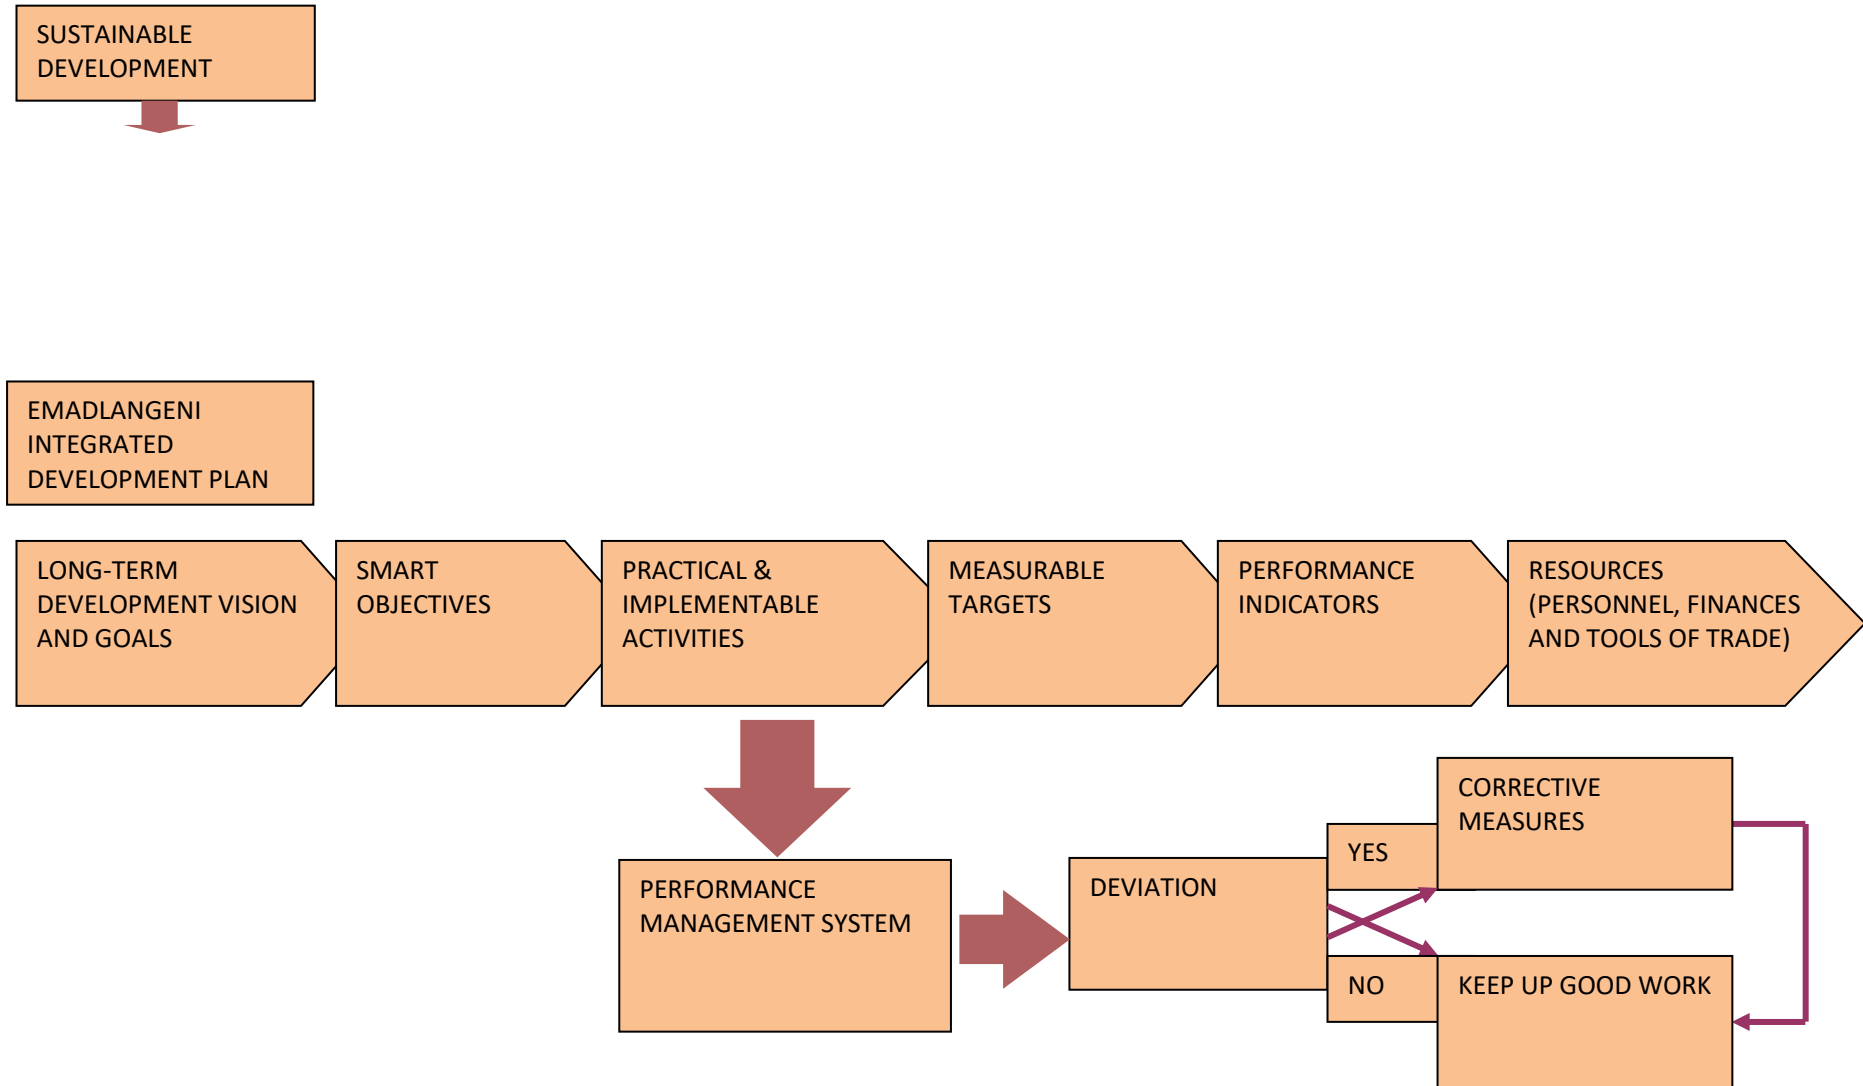 SUSTAINABLE
DEVELOPMENT
EMADLANGENI
INTEGRATED
DEVELOPMENT PLAN
LONG-TERM
DEVELOPMENT VISION
AND GOALS
SMART
OBJECTIVES
PRACTICAL &
IMPLEMENTABLE
ACTIVITIES
MEASURABLE
TARGETS
PERFORMANCE
INDICATORS
RESOURCES
(PERSONNEL, FINANCES
AND TOOLS OF TRADE)
PERFORMANCE
MANAGEMENT SYSTEM
DEVIATION
YES
CORRECTIVE
MEASURES
NO
KEEP UP GOOD WORK